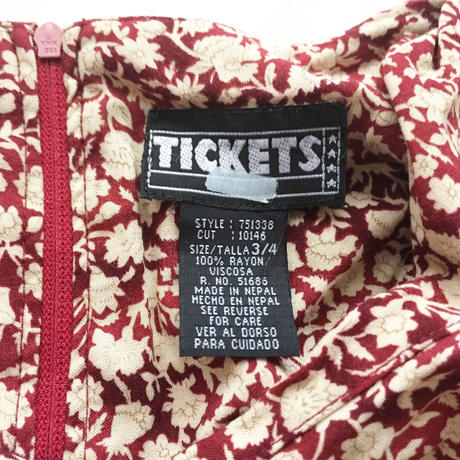 TICKETS
STYLE : 751338
CUT : 10146
SIZE/TALLA 3/4
100% RAYON/
VISCOSA
R. NO. 51686
MADE IN NEPAL
HECHO EN NEPAL
SEE REVERSE
FOR CARE
VER AL DORSO
PARA CUIDADO